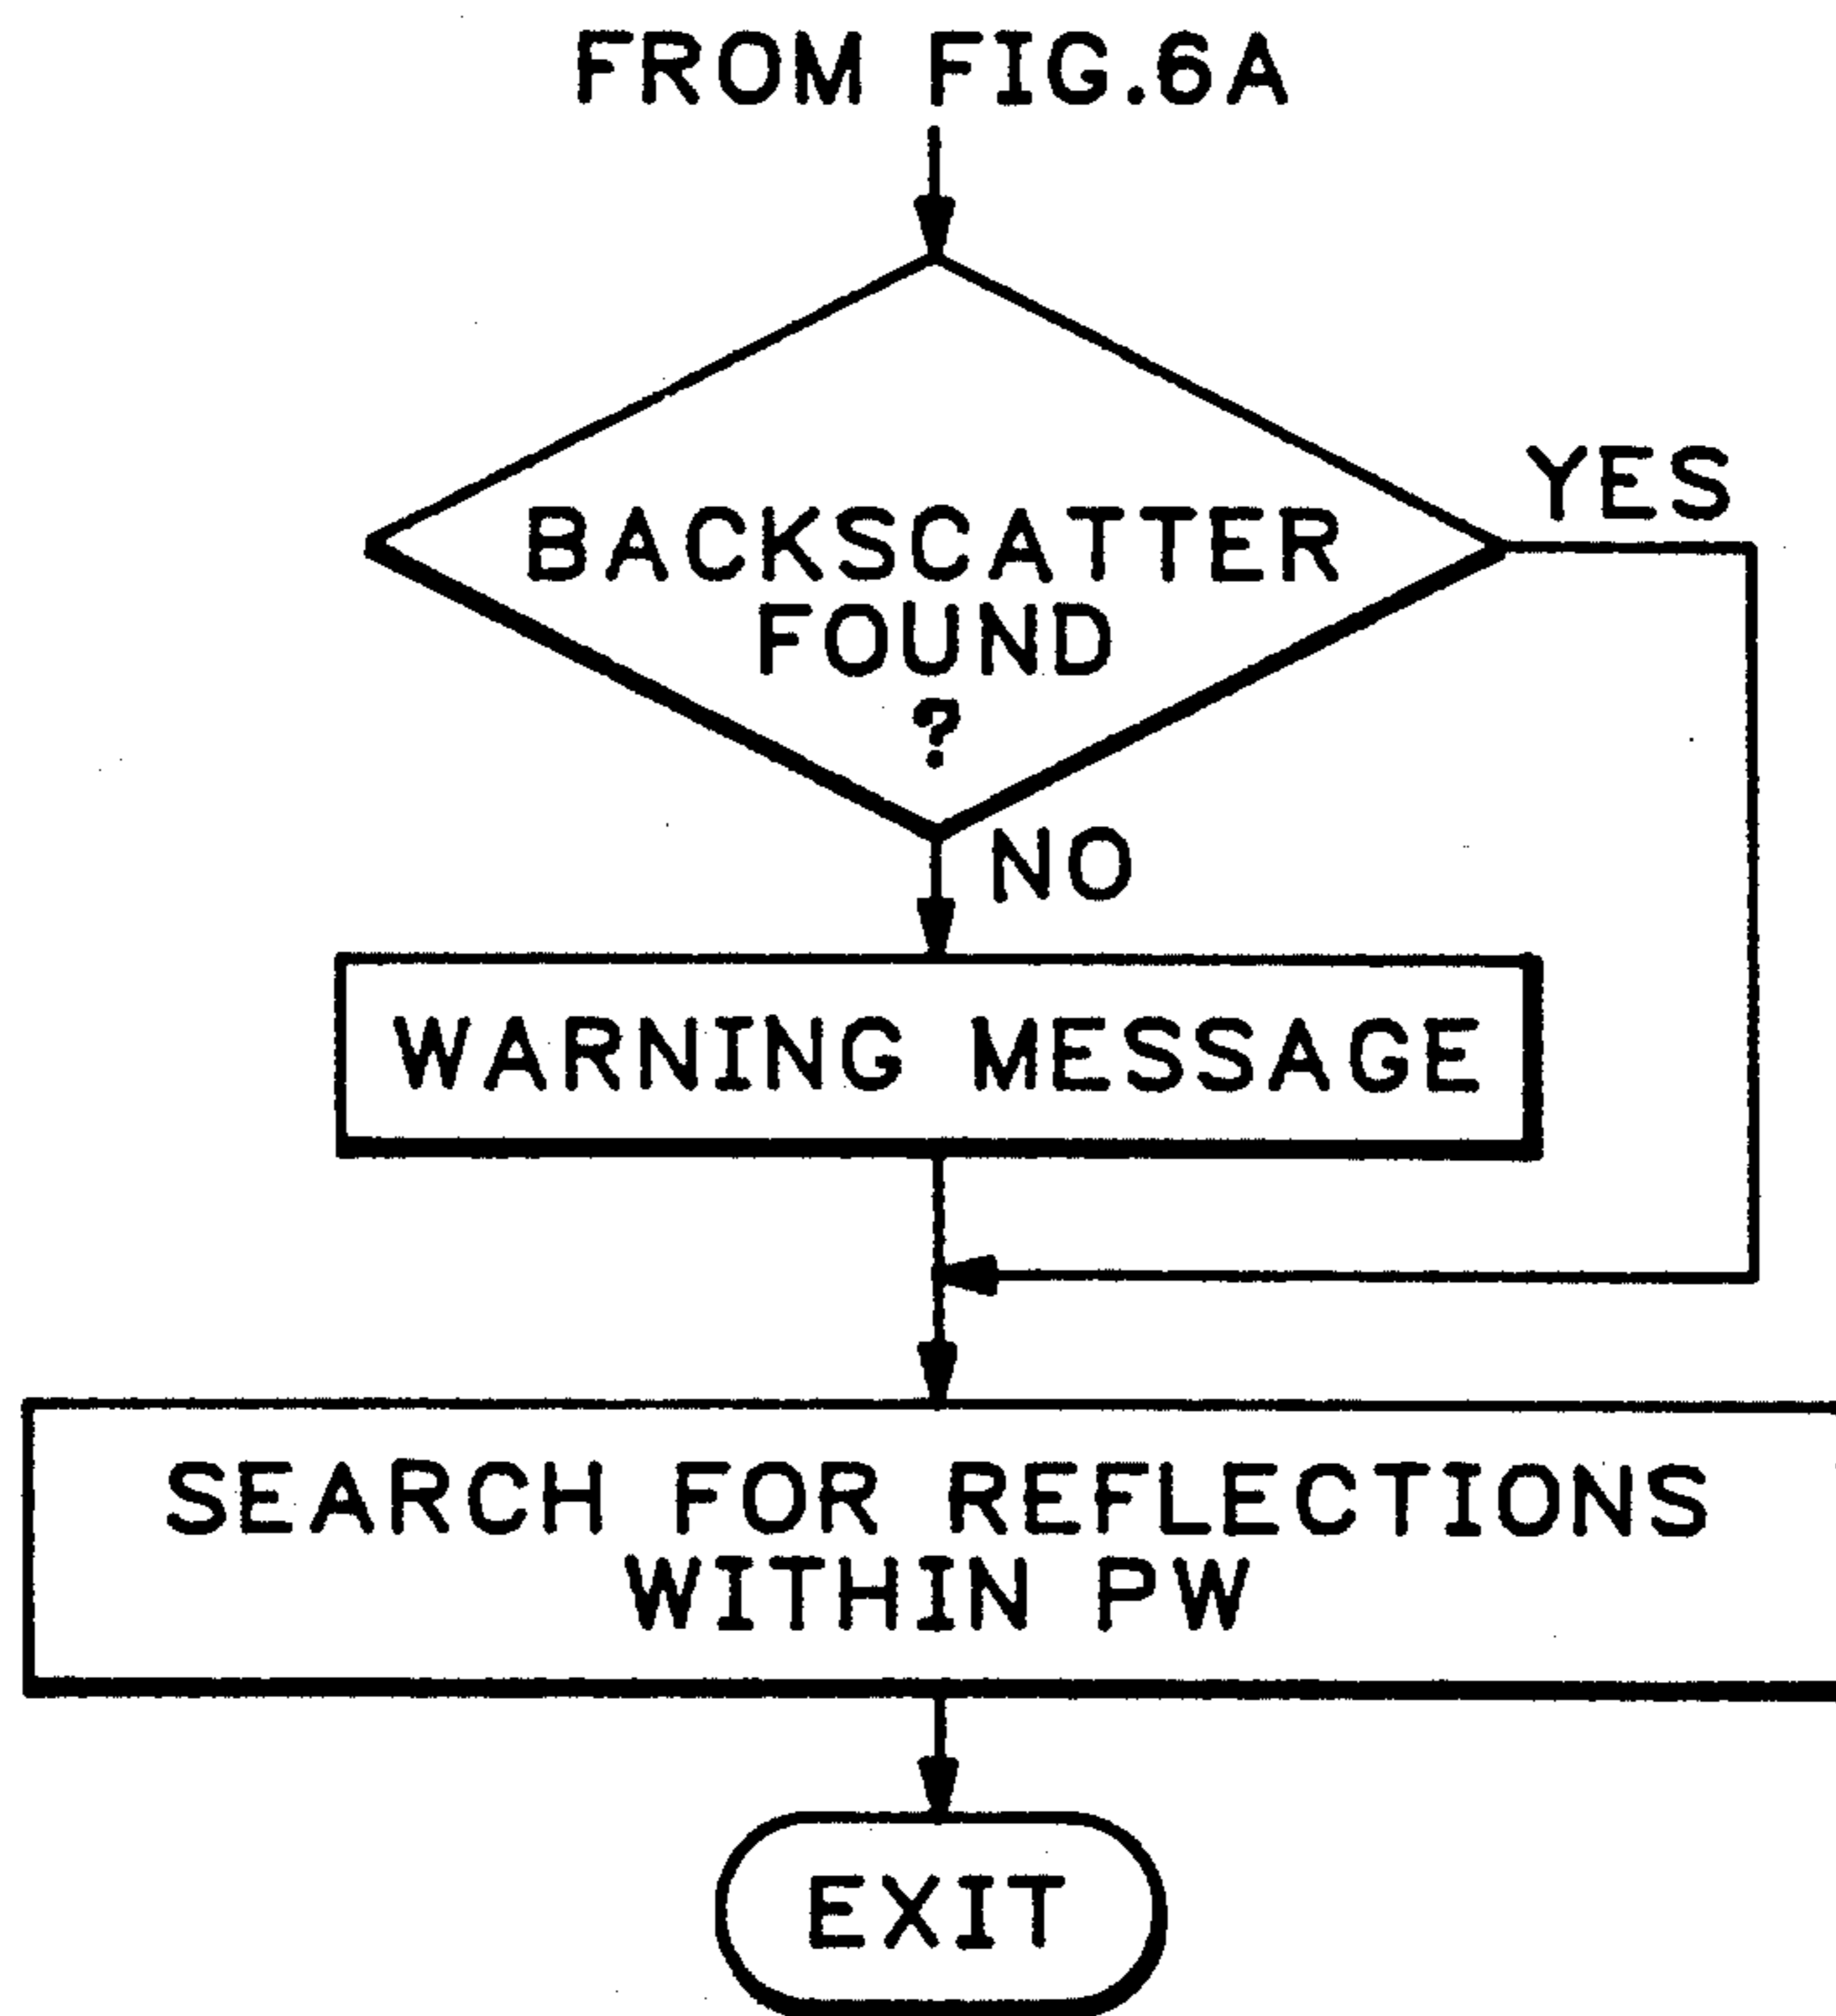 FROM FIG.6A
BACKSCATTER
FOUND
?
YES
NO
WARNING MESSAGE
SEARCH FOR REFLECTIONS
WITHIN PW
EXIT